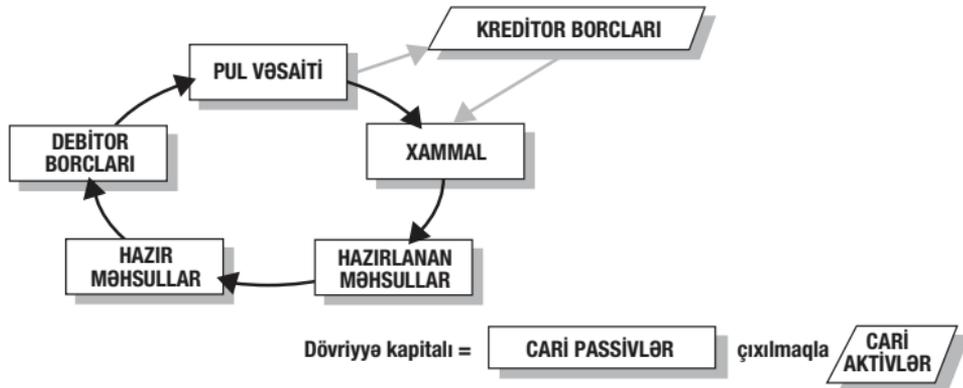 KREDİTOR BORCLARI
PUL VƏSAİTİ
DEBİTOR
BORCLARI
XAMMAL
HAZIR
MƏHSULLAR
HAZIRLANAN
MƏHSULLAR
Dövriyyə kapitalı = CARİ PASSİVLƏR çıxılmaqla CARİ
AKTİVLƏR